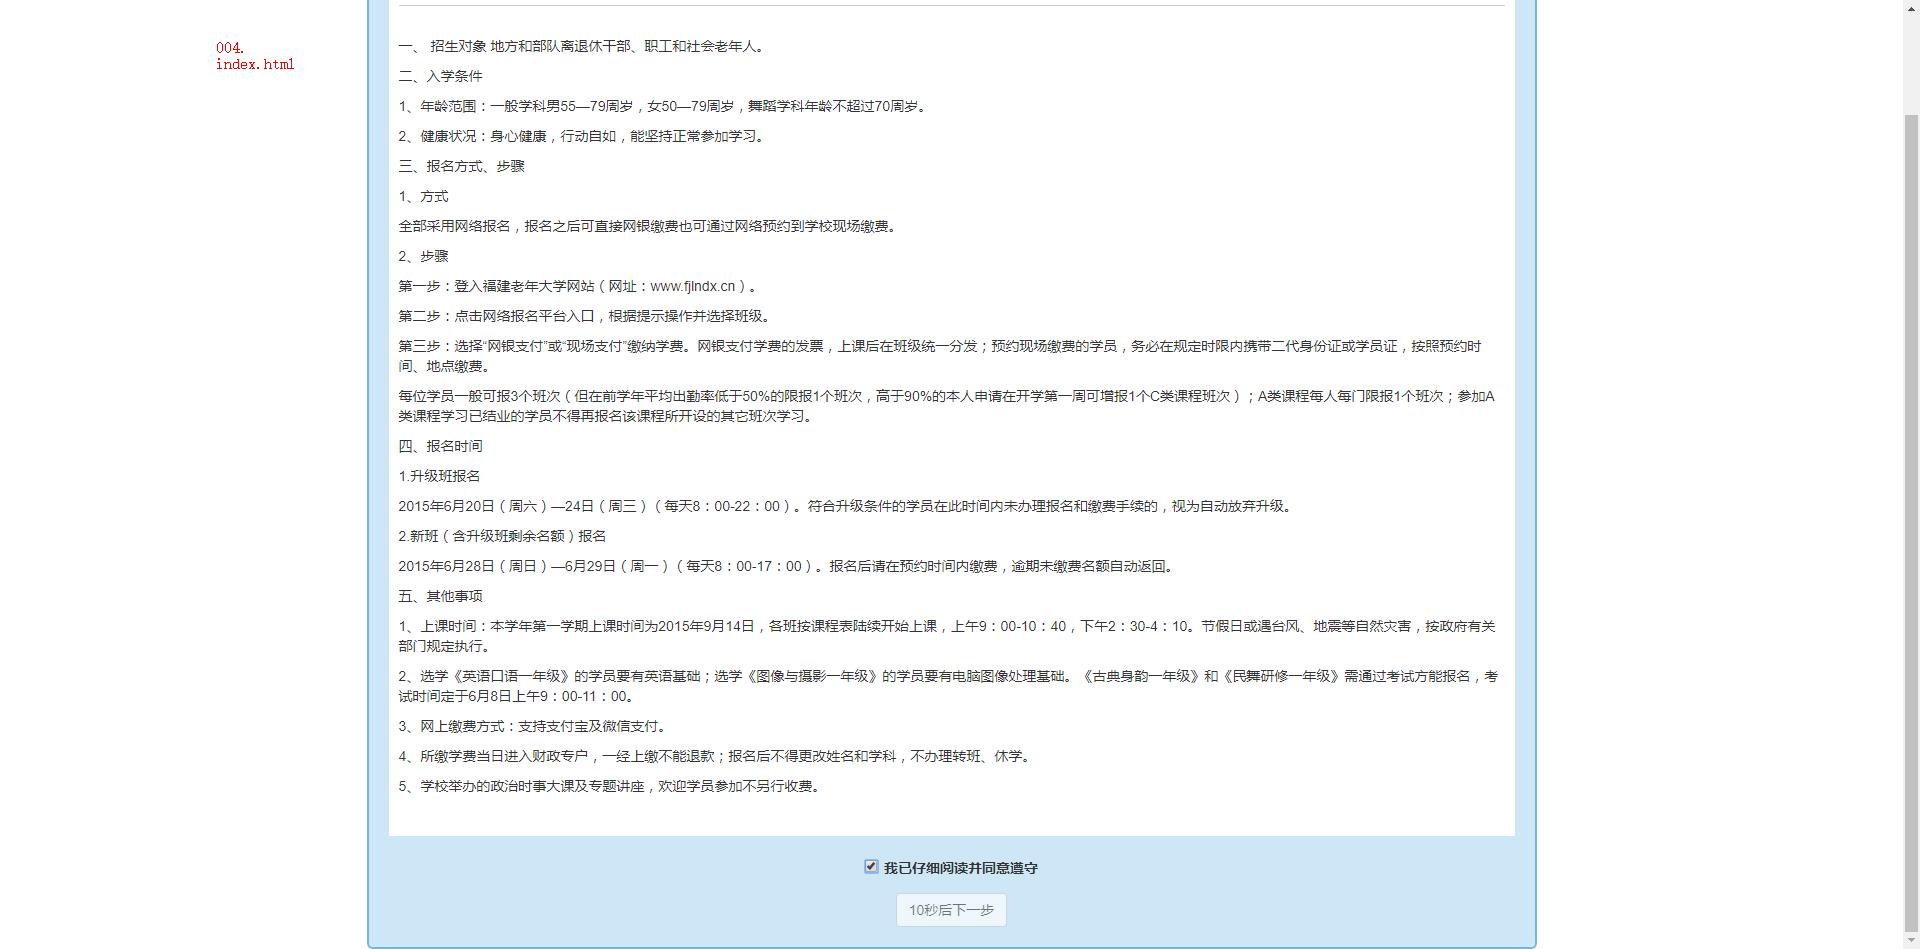 004.
index.html
一、 招生对象 地方和部队离退休干部、职工和社会老年人。
二、入学条件
1、年龄范围：一般学科男55—79周岁，女50—79周岁，舞蹈学科年龄不超过70周岁。
2、健康状况：身心健康，行动自如，能坚持正常参加学习。
三、报名方式、步骤
1、方式
全部采用网络报名，报名之后可直接网银缴费也可通过网络预约到学校现场缴费。
2、步骤
第一步：登入福建老年大学网站（网址：www.fjlndx.cn）。
第二步：点击网络报名平台入口，根据提示操作并选择班级。
第三步：选择“网银支付”或“现场支付”缴纳学费。网银支付学费的发票，上课后在班级统一分发；预约现场缴费的学员，务必在规定时限内携带二代身份证或学员证，按照预约时
间、地点缴费。
每位学员一般可报3个班次（但在前学年平均出勤率低于50%的限报1个班次，高于90%的本人申请在开学第一周可增报1个C类课程班次）；A类课程每人每门限报1个班次；参加A
类课程学习已结业的学员不得再报名该课程所开设的其它班次学习。
四、报名时间
1.升级班报名
2015年6月20日（周六）—24日（周三）（每天8：00-22：00）。符合升级条件的学员在此时间内未办理报名和缴费手续的，视为自动放弃升级。
2.新班（含升级班剩余名额）报名
2015年6月28日（周日）—6月29日（周一）（每天8：00-17：00）。报名后请在预约时间内缴费，逾期未缴费名额自动返回。
五、其他事项
1、上课时间：本学年第一学期上课时间为2015年9月14日，各班按课程表陆续开始上课，上午9：00-10：40，下午2：30-4：10。节假日或遇台风、地震等自然灾害，按政府有关
部门规定执行。
2、选学《英语口语一年级》的学员要有英语基础；选学《图像与摄影一年级》的学员要有电脑图像处理基础。《古典身韵一年级》和《民舞研修一年级》需通过考试方能报名，考
试时间定于6月8日上午9：00-11：00。
3、网上缴费方式：支持支付宝及微信支付。
4、所缴学费当日进入财政专户，一经上缴不能退款；报名后不得更改姓名和学科，不办理转班、休学。
5、学校举办的政治时事大课及专题讲座，欢迎学员参加不另行收费。
我已仔细阅读并同意遵守
10秒后下一步